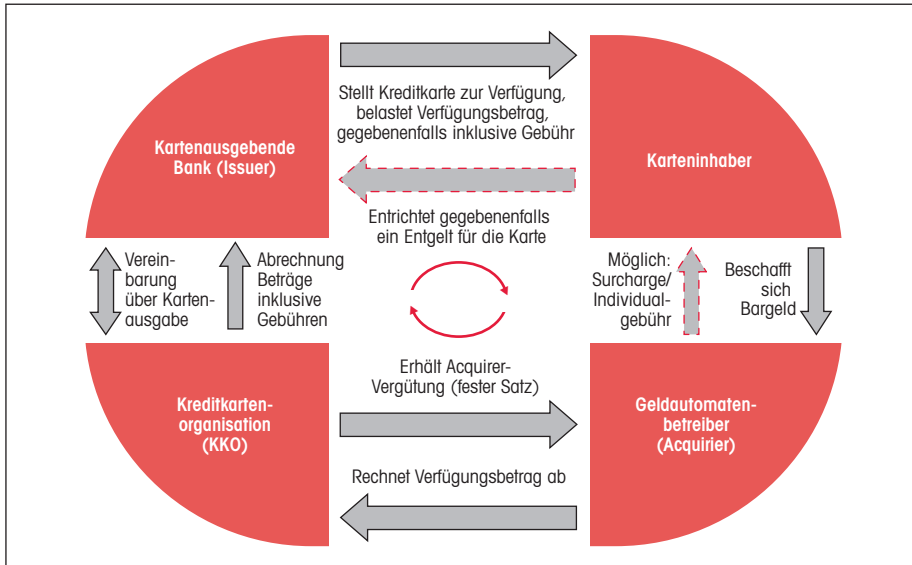 Stellt Kreditkarte zur Verfügung,
belastet Verfügungsbetrag,
gegebenenfalls inklusive Gebühr
Kartenausgebende
Bank (Issuer)
Karteninhaber
Entrichtet gegebenenfalls
ein Entgelt für die Karte
Verein-
barung
über Karten-
ausgabe
Abrechnung
Beträge
inklusive
Gebühren
Möglich:
Surcharge/
Individual-
gebühr
Beschafft
sich
Bargeld
Erhält Acquirer-
Vergütung (fester Satz)
Kreditkarten-
organisation
(KKO)
Geldautomaten-
betreiber
(Acquirier)
Rechnet Verfügungsbetrag ab